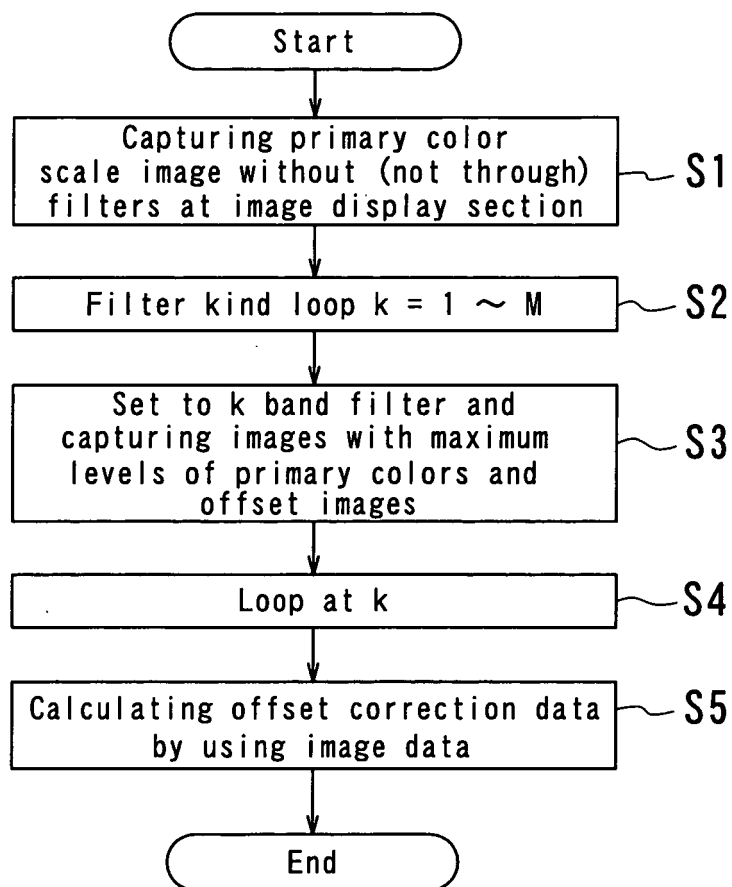 Start
Capturing primary color
scale image without (not through)
filters at image display section
S1
Filter kind loop k = 1 ～ M
S2
Set to k band filter and
capturing images with maximum
levels of primary colors and
offset images
S3
Loop at k
S4
Calculating offset correction data
by using image data
S5
End